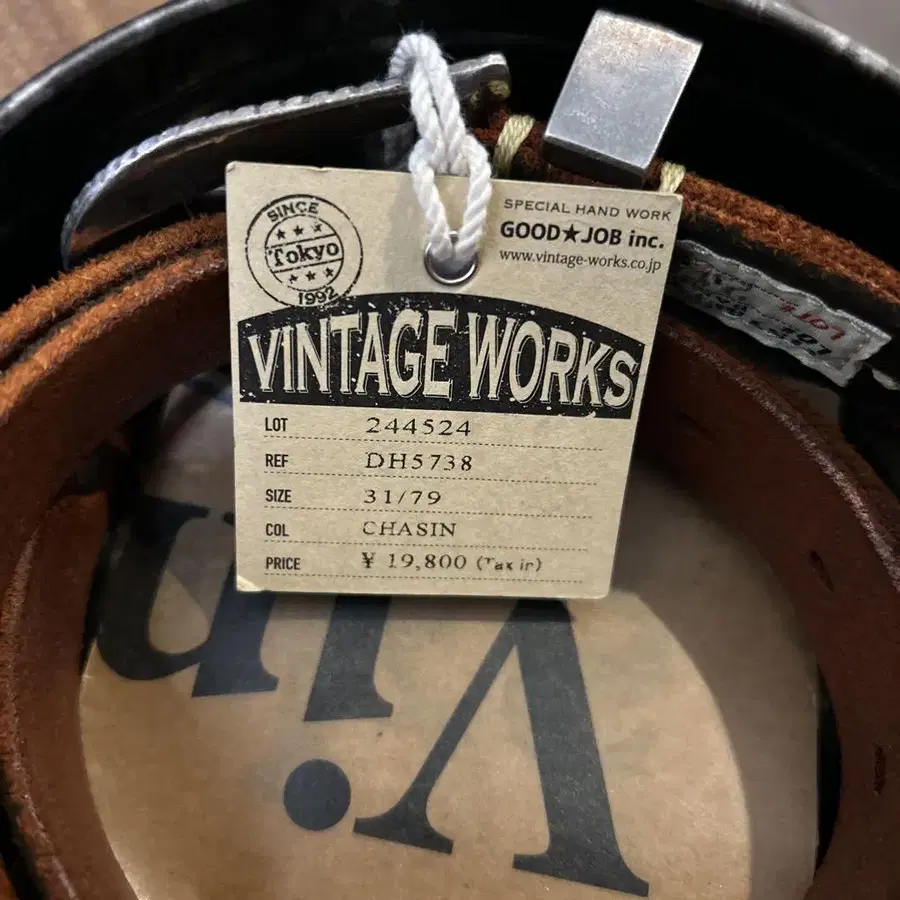 SINCE
Tokyo
1992
SPECIAL HAND WORK
GOOD★JOB inc.
www.vintage-works.co.jp
VINTAGE WORKS
LOT 244524
REF DH5738
SIZE 31/79
COL CHASIN
PRICE ¥ 19,800 (Tax in)
Vin